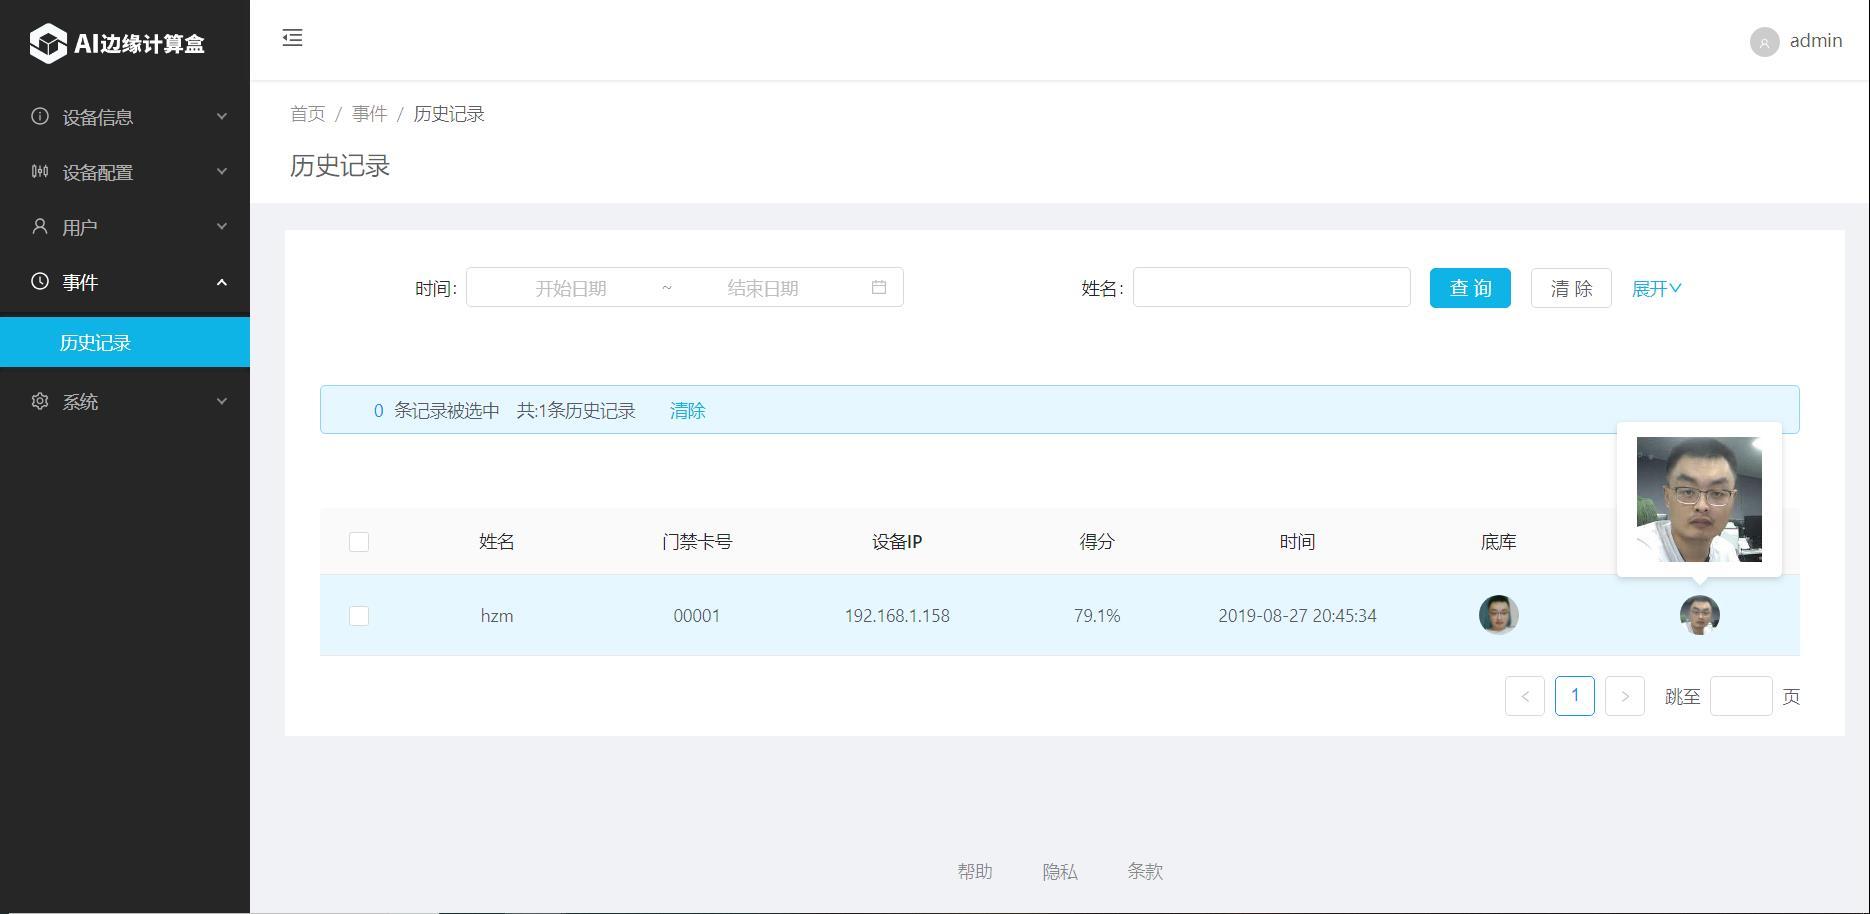 AI边缘计算盒
admin
设备信息
设备配置
用户
事件
历史记录
系统
首页 / 事件 / 历史记录
历史记录
时间: 开始日期 ~ 结束日期 姓名: 查 询 清 除 展开
0 条记录被选中 共:1条历史记录 清除
姓名 门禁卡号 设备IP 得分 时间 底库
hzm 00001 192.168.1.158 79.1% 2019-08-27 20:45:34
< 1 > 跳至 页
帮助 隐私 条款